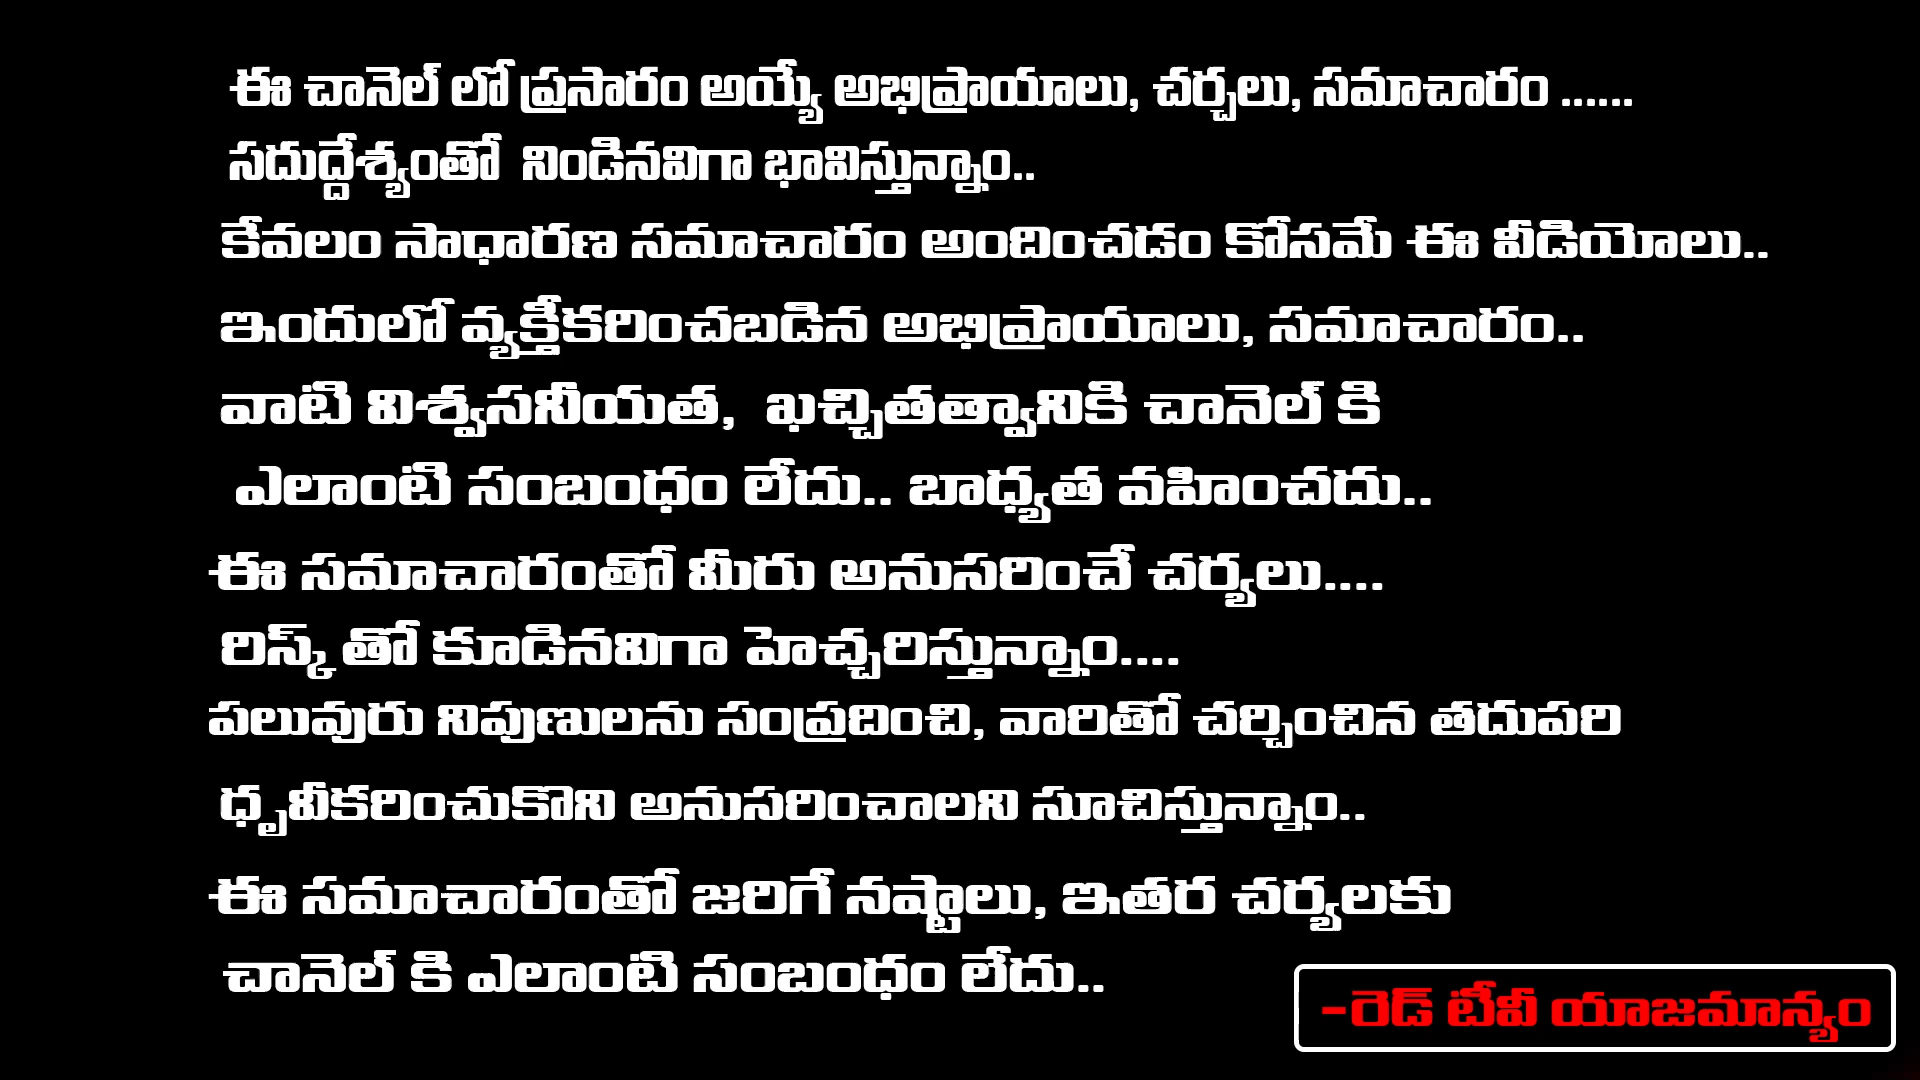 ఈ చానెల్ లో ప్రసారం అయ్యే అభిప్రాయాలు, చర్చలు, సమాచారం ......
సదుద్దేశ్యంతో నిండినవిగా భావిస్తున్నాం..
కేవలం సాధారణ సమాచారం అందించడం కోసమే ఈ వీడియోలు..
ఇందులో వ్యక్తీకరించబడిన అభిప్రాయాలు, సమాచారం..
వాటి విశ్వసనీయత, ఖచ్చితత్వానికి చానెల్ కి
ఎలాంటి సంబంధం లేదు.. బాధ్యత వహించదు..
ఈ సమాచారంతో మీరు అనుసరించే చర్యలు....
రిస్క్ తో కూడినవిగా హెచ్చరిస్తున్నాం....
పలువురు నిపుణులను సంప్రదించి, వారితో చర్చించిన తదుపరి
ధృవీకరించుకొని అనుసరించాలని సూచిస్తున్నాం..
ఈ సమాచారంతో జరిగే నష్టాలు, ఇతర చర్యలకు
చానెల్ కి ఎలాంటి సంబంధం లేదు..
-రెడ్ టీవీ యాజమాన్యం